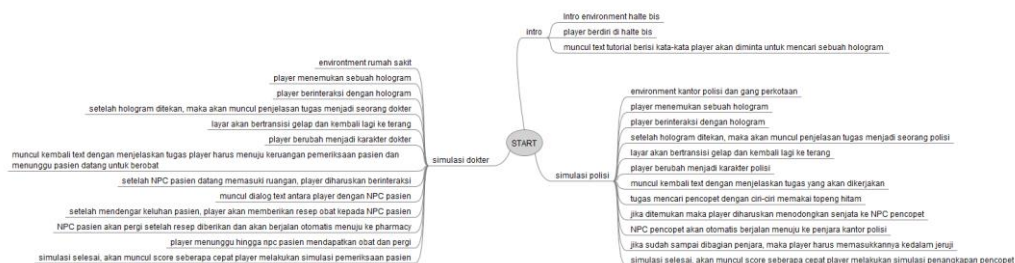 START
intro
Intro environment halte bis
player berdiri di halte bis
muncul text tutorial berisi kata-kata player akan diminta untuk mencari sebuah hologram
simulasi dokter
environtment rumah sakit
player menemukan sebuah hologram
player berinteraksi dengan hologram
setelah hologram ditekan, maka akan muncul penjelasan tugas menjadi seorang dokter
layar akan bertransisi gelap dan kembali lagi ke terang
player berubah menjadi karakter dokter
muncul kembali text dengan menjelaskan tugas player harus menuju keruangan pemeriksaan pasien dan
menunggu pasien datang untuk berobat
setelah NPC pasien datang memasuki ruangan, player diharuskan berinteraksi
muncul dialog text antara player dengan NPC pasien
setelah mendengar keluhan pasien, player akan memberikan resep obat kepada NPC pasien
NPC pasien akan pergi setelah resep diberikan dan akan berjalan otomatis menuju ke pharmacy
player menunggu hingga npc pasien mendapatkan obat dan pergi
simulasi selesai, akan muncul score seberapa cepat player melakukan simulasi pemeriksaan pasien
simulasi polisi
environment kantor polisi dan gang perkotaan
player menemukan sebuah hologram
player berinteraksi dengan hologram
setelah hologram ditekan, maka akan muncul penjelasan tugas menjadi seorang polisi
layar akan bertransisi gelap dan kembali lagi ke terang
player berubah menjadi karakter polisi
muncul kembali text dengan menjelaskan tugas yang akan dikerjakan
tugas mencari pencopet dengan ciri-ciri memakai topeng hitam
jika ditemukan maka player diharuskan menodongkan senjata ke NPC pencopet
NPC pencopet akan otomatis berjalan menuju ke penjara kantor polisi
jika sudah sampai dibagian penjara, maka player harus memasukkannya kedalam jeruji
simulasi selesai, akan muncul score seberapa cepat player melakukan simulasi penangkapan pencopet